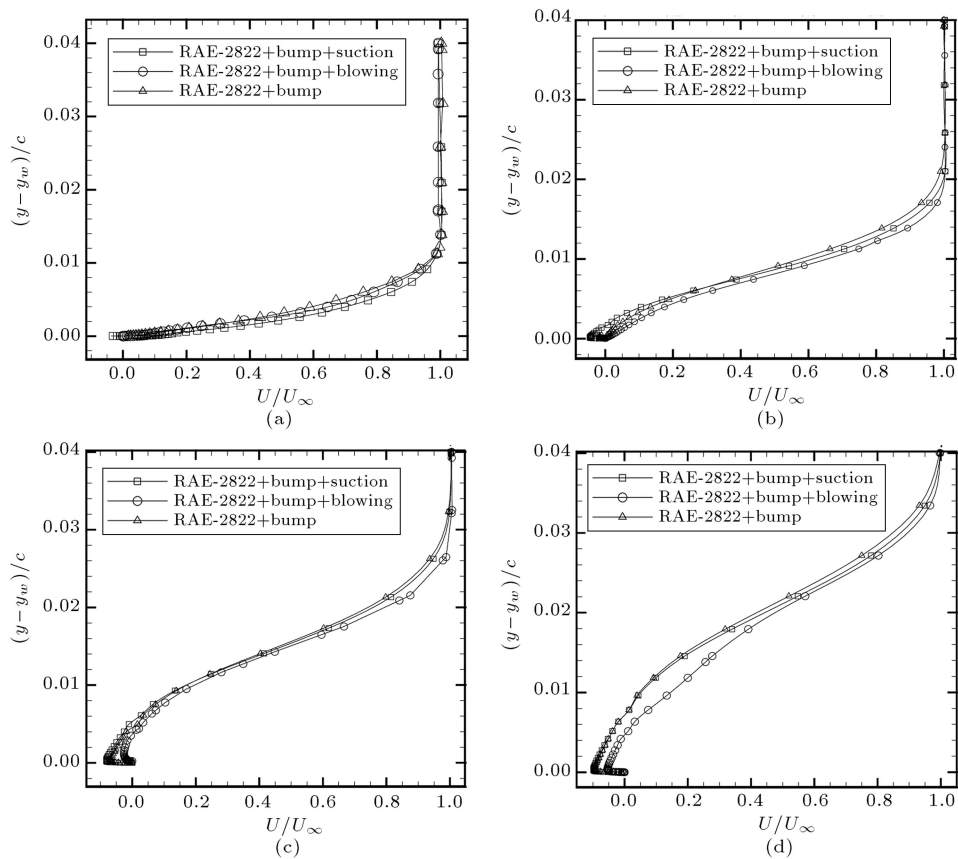 (a)
0.04
0.03
0.02
0.01
0.00
(y−y_w)/c
RAE-2822+bump+suction
RAE-2822+bump+blowing
RAE-2822+bump
0.0 0.2 0.4 0.6 0.8 1.0
U/U∞
(a)
0.04
0.03
0.02
0.01
0.00
(y−y_w)/c
RAE-2822+bump+suction
RAE-2822+bump+blowing
RAE-2822+bump
0.0 0.2 0.4 0.6 0.8 1.0
U/U∞
(b)
(b)
0.04
0.03
0.02
0.01
0.00
(y−y_w)/c
RAE-2822+bump+suction
RAE-2822+bump+blowing
RAE-2822+bump
0.0 0.2 0.4 0.6 0.8 1.0
U/U∞
(c)
0.04
0.03
0.02
0.01
0.00
(y−y_w)/c
RAE-2822+bump+suction
RAE-2822+bump+blowing
RAE-2822+bump
0.0 0.2 0.4 0.6 0.8 1.0
U/U∞
(d)